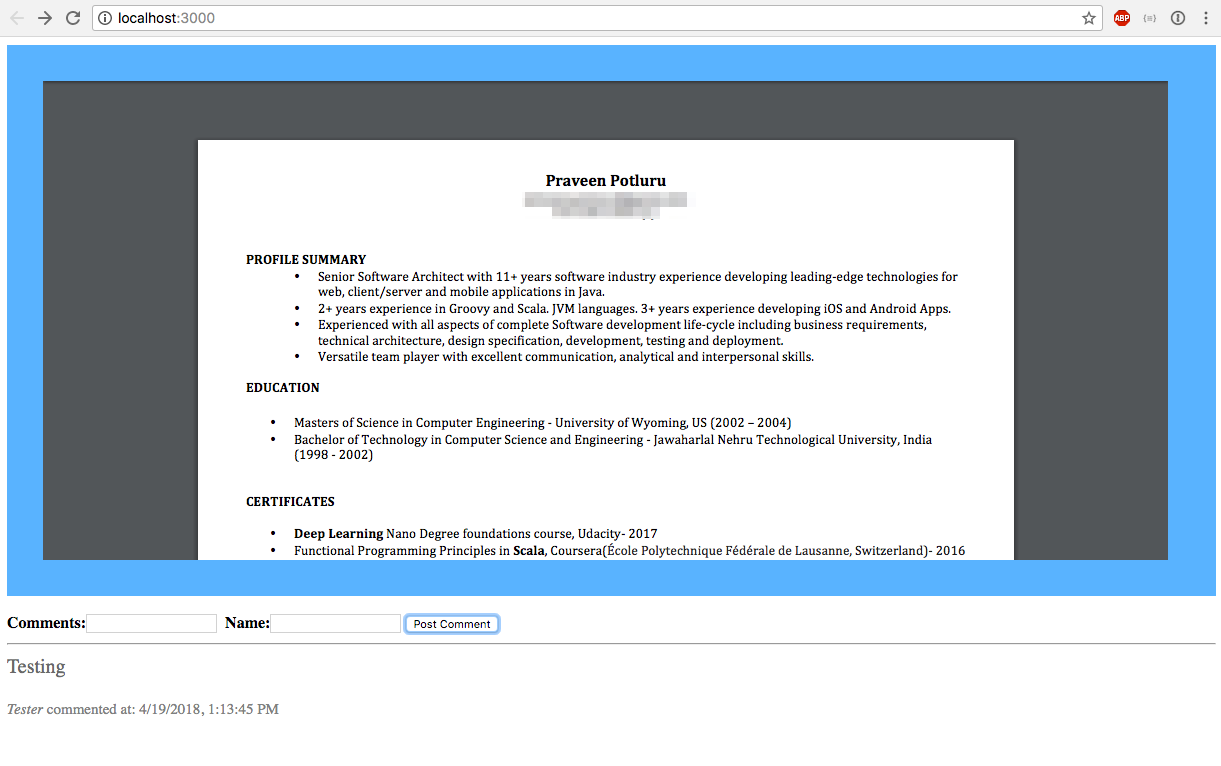 localhost:3000
ABP
Praveen Potluru
PROFILE SUMMARY
• Senior Software Architect with 11+ years software industry experience developing leading-edge technologies for
web, client/server and mobile applications in Java.
• 2+ years experience in Groovy and Scala. JVM languages. 3+ years experience developing iOS and Android Apps.
• Experienced with all aspects of complete Software development life-cycle including business requirements,
technical architecture, design specification, development, testing and deployment.
• Versatile team player with excellent communication, analytical and interpersonal skills.
EDUCATION
• Masters of Science in Computer Engineering - University of Wyoming, US (2002 – 2004)
• Bachelor of Technology in Computer Science and Engineering - Jawaharlal Nehru Technological University, India
(1998 - 2002)
CERTIFICATES
• Deep Learning Nano Degree foundations course, Udacity- 2017
• Functional Programming Principles in Scala, Coursera(École Polytechnique Fédérale de Lausanne, Switzerland)- 2016
Comments: Name: Post Comment
Testing
Tester commented at: 4/19/2018, 1:13:45 PM